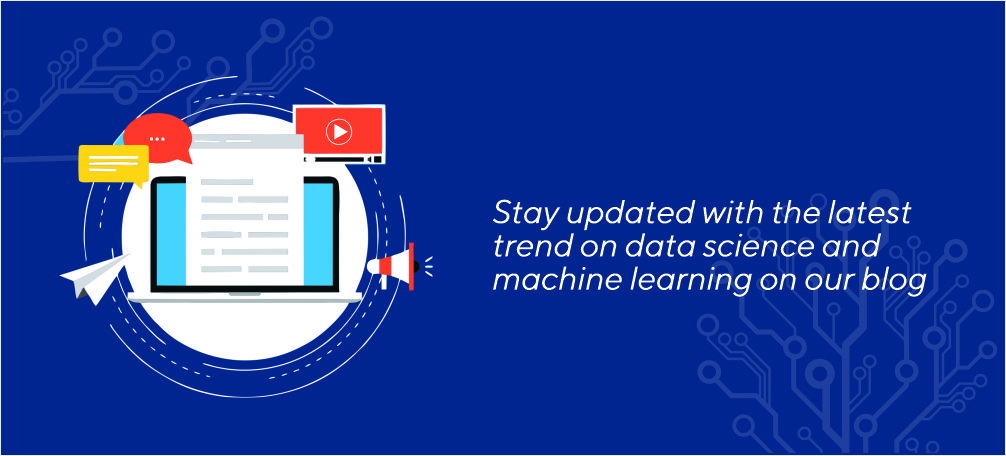 Stay updated with the latest
trend on data science and
machine learning on our blog